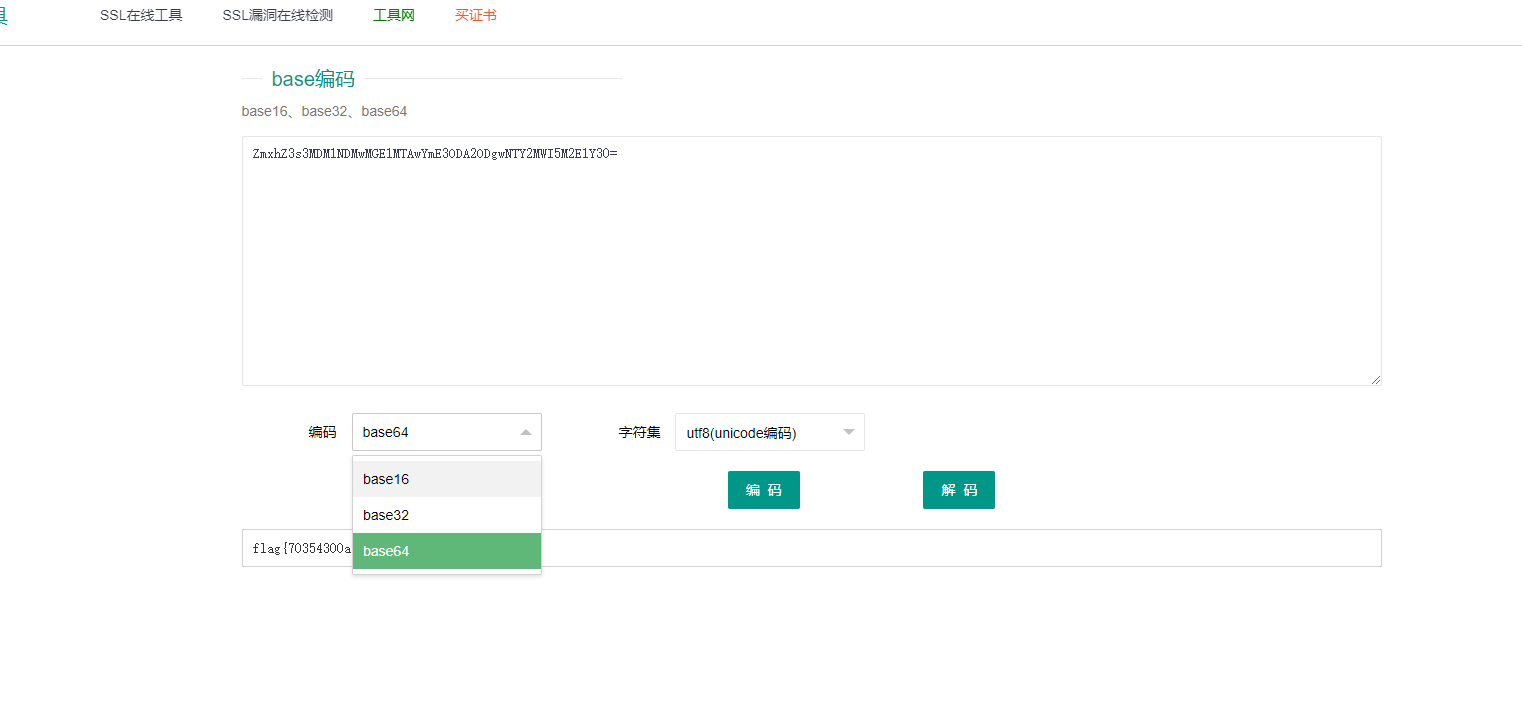 SSL在线工具 SSL漏洞在线检测 工具网 买证书
base编码
base16、base32、base64
ZmxhZ3s3MDM1NDMwMGE1MTAwYmE3ODA2ODgwNTY2MWI5M2E1Y30=
编码 base64 字符集 utf8(unicode编码)
base16
编 码 解 码
base32
flag{70354300a
base64